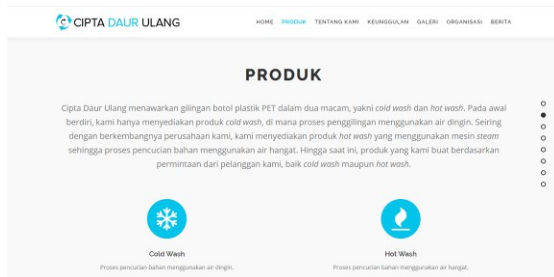 CIPTA DAUR ULANG
HOME PRODUK TENTANG KAMI KEUNGGULAN GALERI ORGANISASI BERITA
PRODUK
Cipta Daur Ulang menawarkan gilingan botol plastik PET dalam dua macam, yakni cold wash dan hot wash. Pada awal
berdiri, kami hanya menyediakan produk cold wash, di mana proses penggilingan menggunakan air dingin. Seiring
dengan berkembangnya perusahaan kami, kami menyediakan produk hot wash yang menggunakan mesin steam
sehingga proses pencucian bahan menggunakan air hangat. Hingga saat ini, produk yang kami buat berdasarkan
permintaan dari pelanggan kami, baik cold wash maupun hot wash.
Cold Wash
Proses pencucian bahan menggunakan air dingin.
Hot Wash
Proses pencucian bahan menggunakan air hangat.